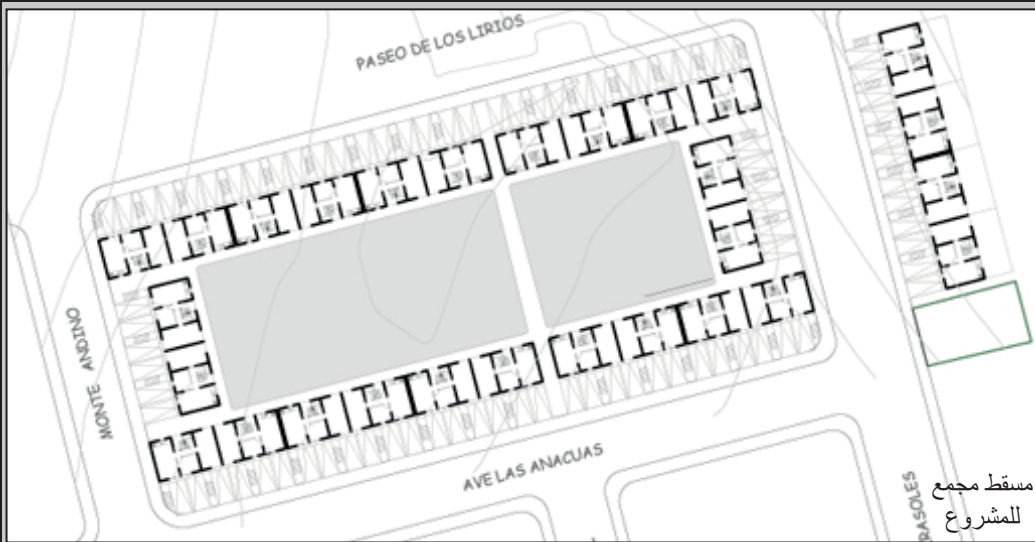 PASEO DE LOS LIRIOS
MONTE ANDINO
AVE LAS ANACUAS
RASOLES
مسقط مجمع
للمشروع